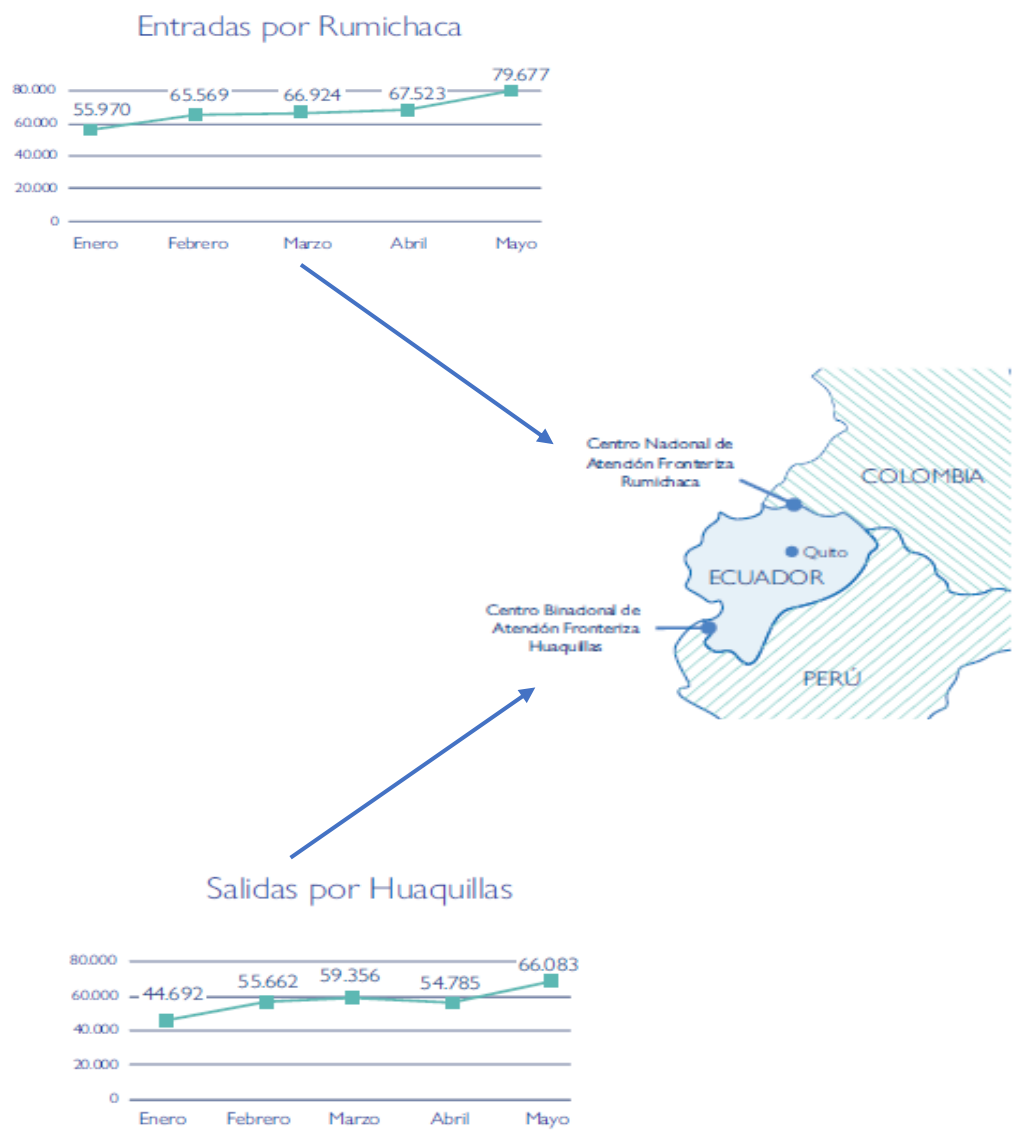 Entradas por Rumichaca
79.677
80.000
65.569
66.924
67.523
55.970
60.000
40.000
20.000
0
Enero
Febrero
Marzo
Abril
Mayo
Centro Nacional de
Atención Fronteriza
Rumichaca
COLOMBIA
Quito
ECUADOR
Centro Binacional de
Atención Fronteriza
Huaquillas
PERÚ
Salidas por Huaquillas
80.000
66.083
55.662
59.356
54.785
60.000
44.692
40.000
20.000
0
Enero
Febrero
Marzo
Abril
Mayo